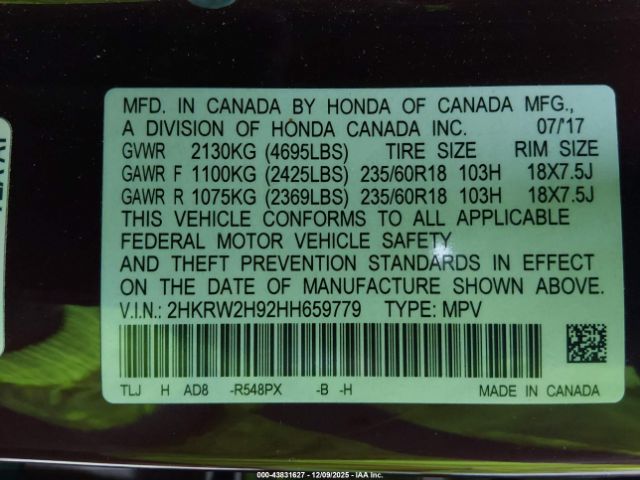 MFD. IN CANADA BY HONDA OF CANADA MFG.,
A DIVISION OF HONDA CANADA INC. 07/'17
GVWR 2130KG (4695LBS) TIRE SIZE RIM SIZE
GAWR F 1100KG (2425LBS) 235/60R18 103H 18X7.5J
GAWR R 1075KG (2369LBS) 235/60R18 103H 18X7.5J
THIS VEHICLE CONFORMS TO ALL APPLICABLE
FEDERAL MOTOR VEHICLE SAFETY
AND THEFT PREVENTION STANDARDS IN EFFECT
ON THE DATE OF MANUFACTURE SHOWN ABOVE.
V.I.N.: 2HKRW2H92HH659779 TYPE: MPV
TLJ H AD8 -R548PX -B -H MADE IN CANADA
000-43831627 - 12/09/2025 - IAA Inc.